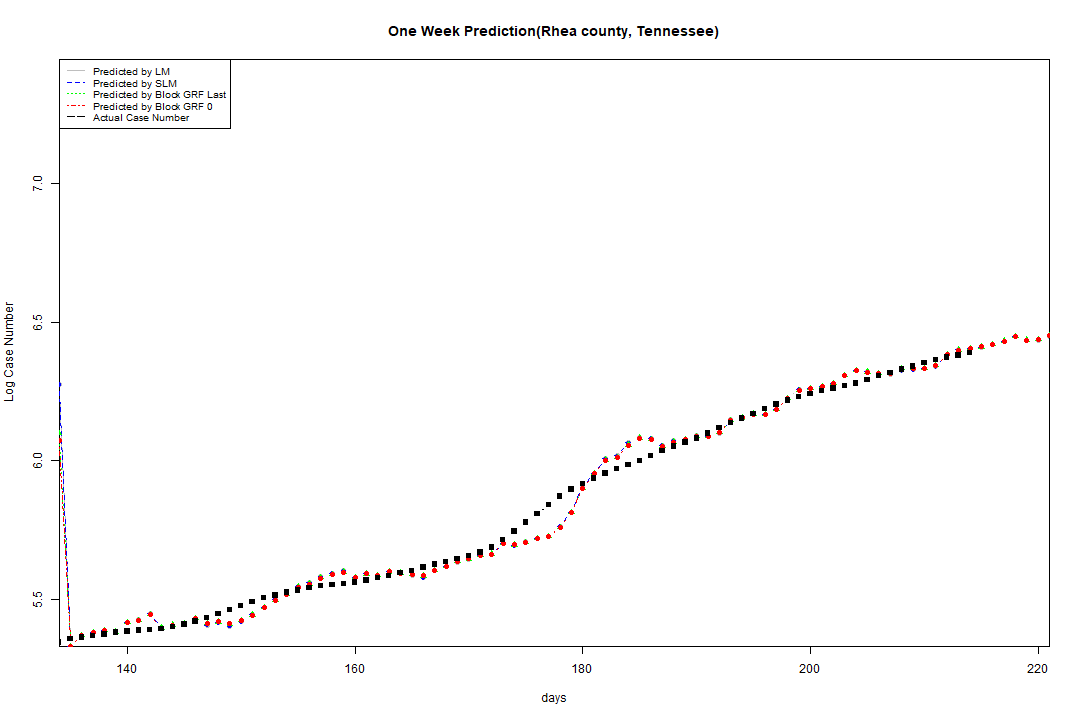 One Week Prediction(Rhea county, Tennessee)
Predicted by LM
Predicted by SLM
Predicted by Block GRF Last
Predicted by Block GRF 0
Actual Case Number
7.0
6.5
6.0
5.5
Log Case Number
140 160 180 200 220
days